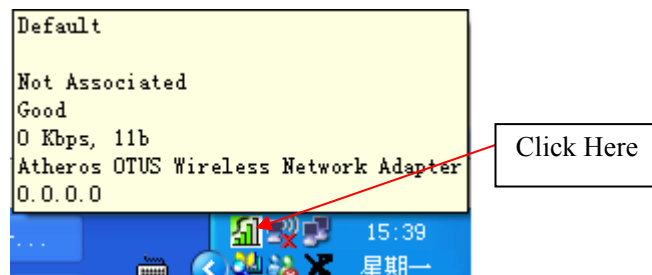 Default
Not Associated
Good
0 Kbps, 11b
Atheros OTUS Wireless Network Adapter
0.0.0.0
Click Here
15:39
星期一